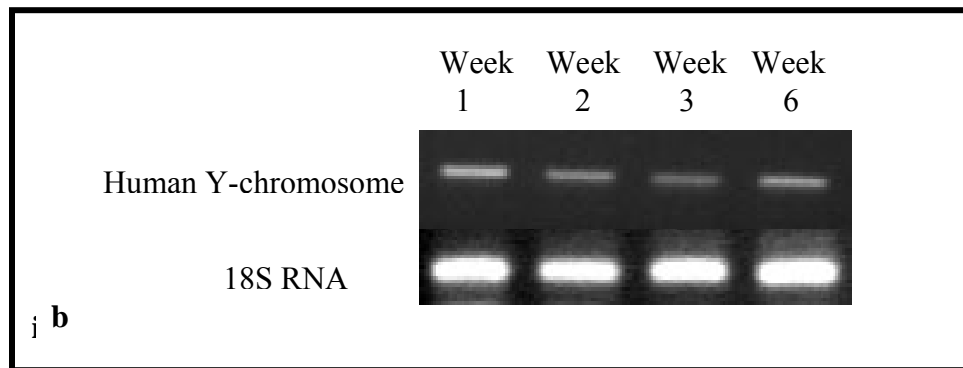 Week Week Week Week
1 2 3 6
Human Y-chromosome
18S RNA
i b